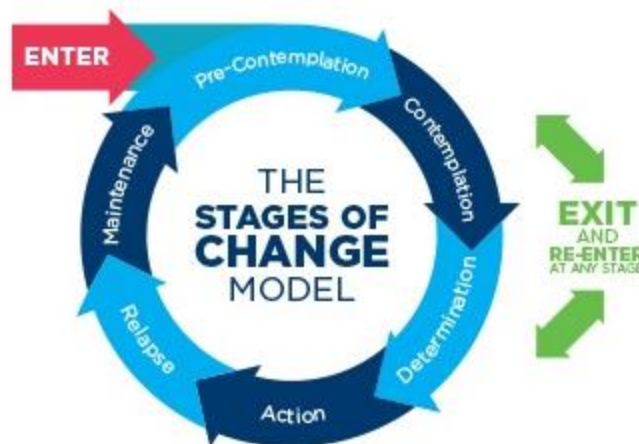 ENTER
Pre-Contemplation
Contemplation
Determination
Action
Relapse
Maintenance
THE
STAGES OF
CHANGE
MODEL
EXIT
AND
RE-ENTER
AT ANY STAGE